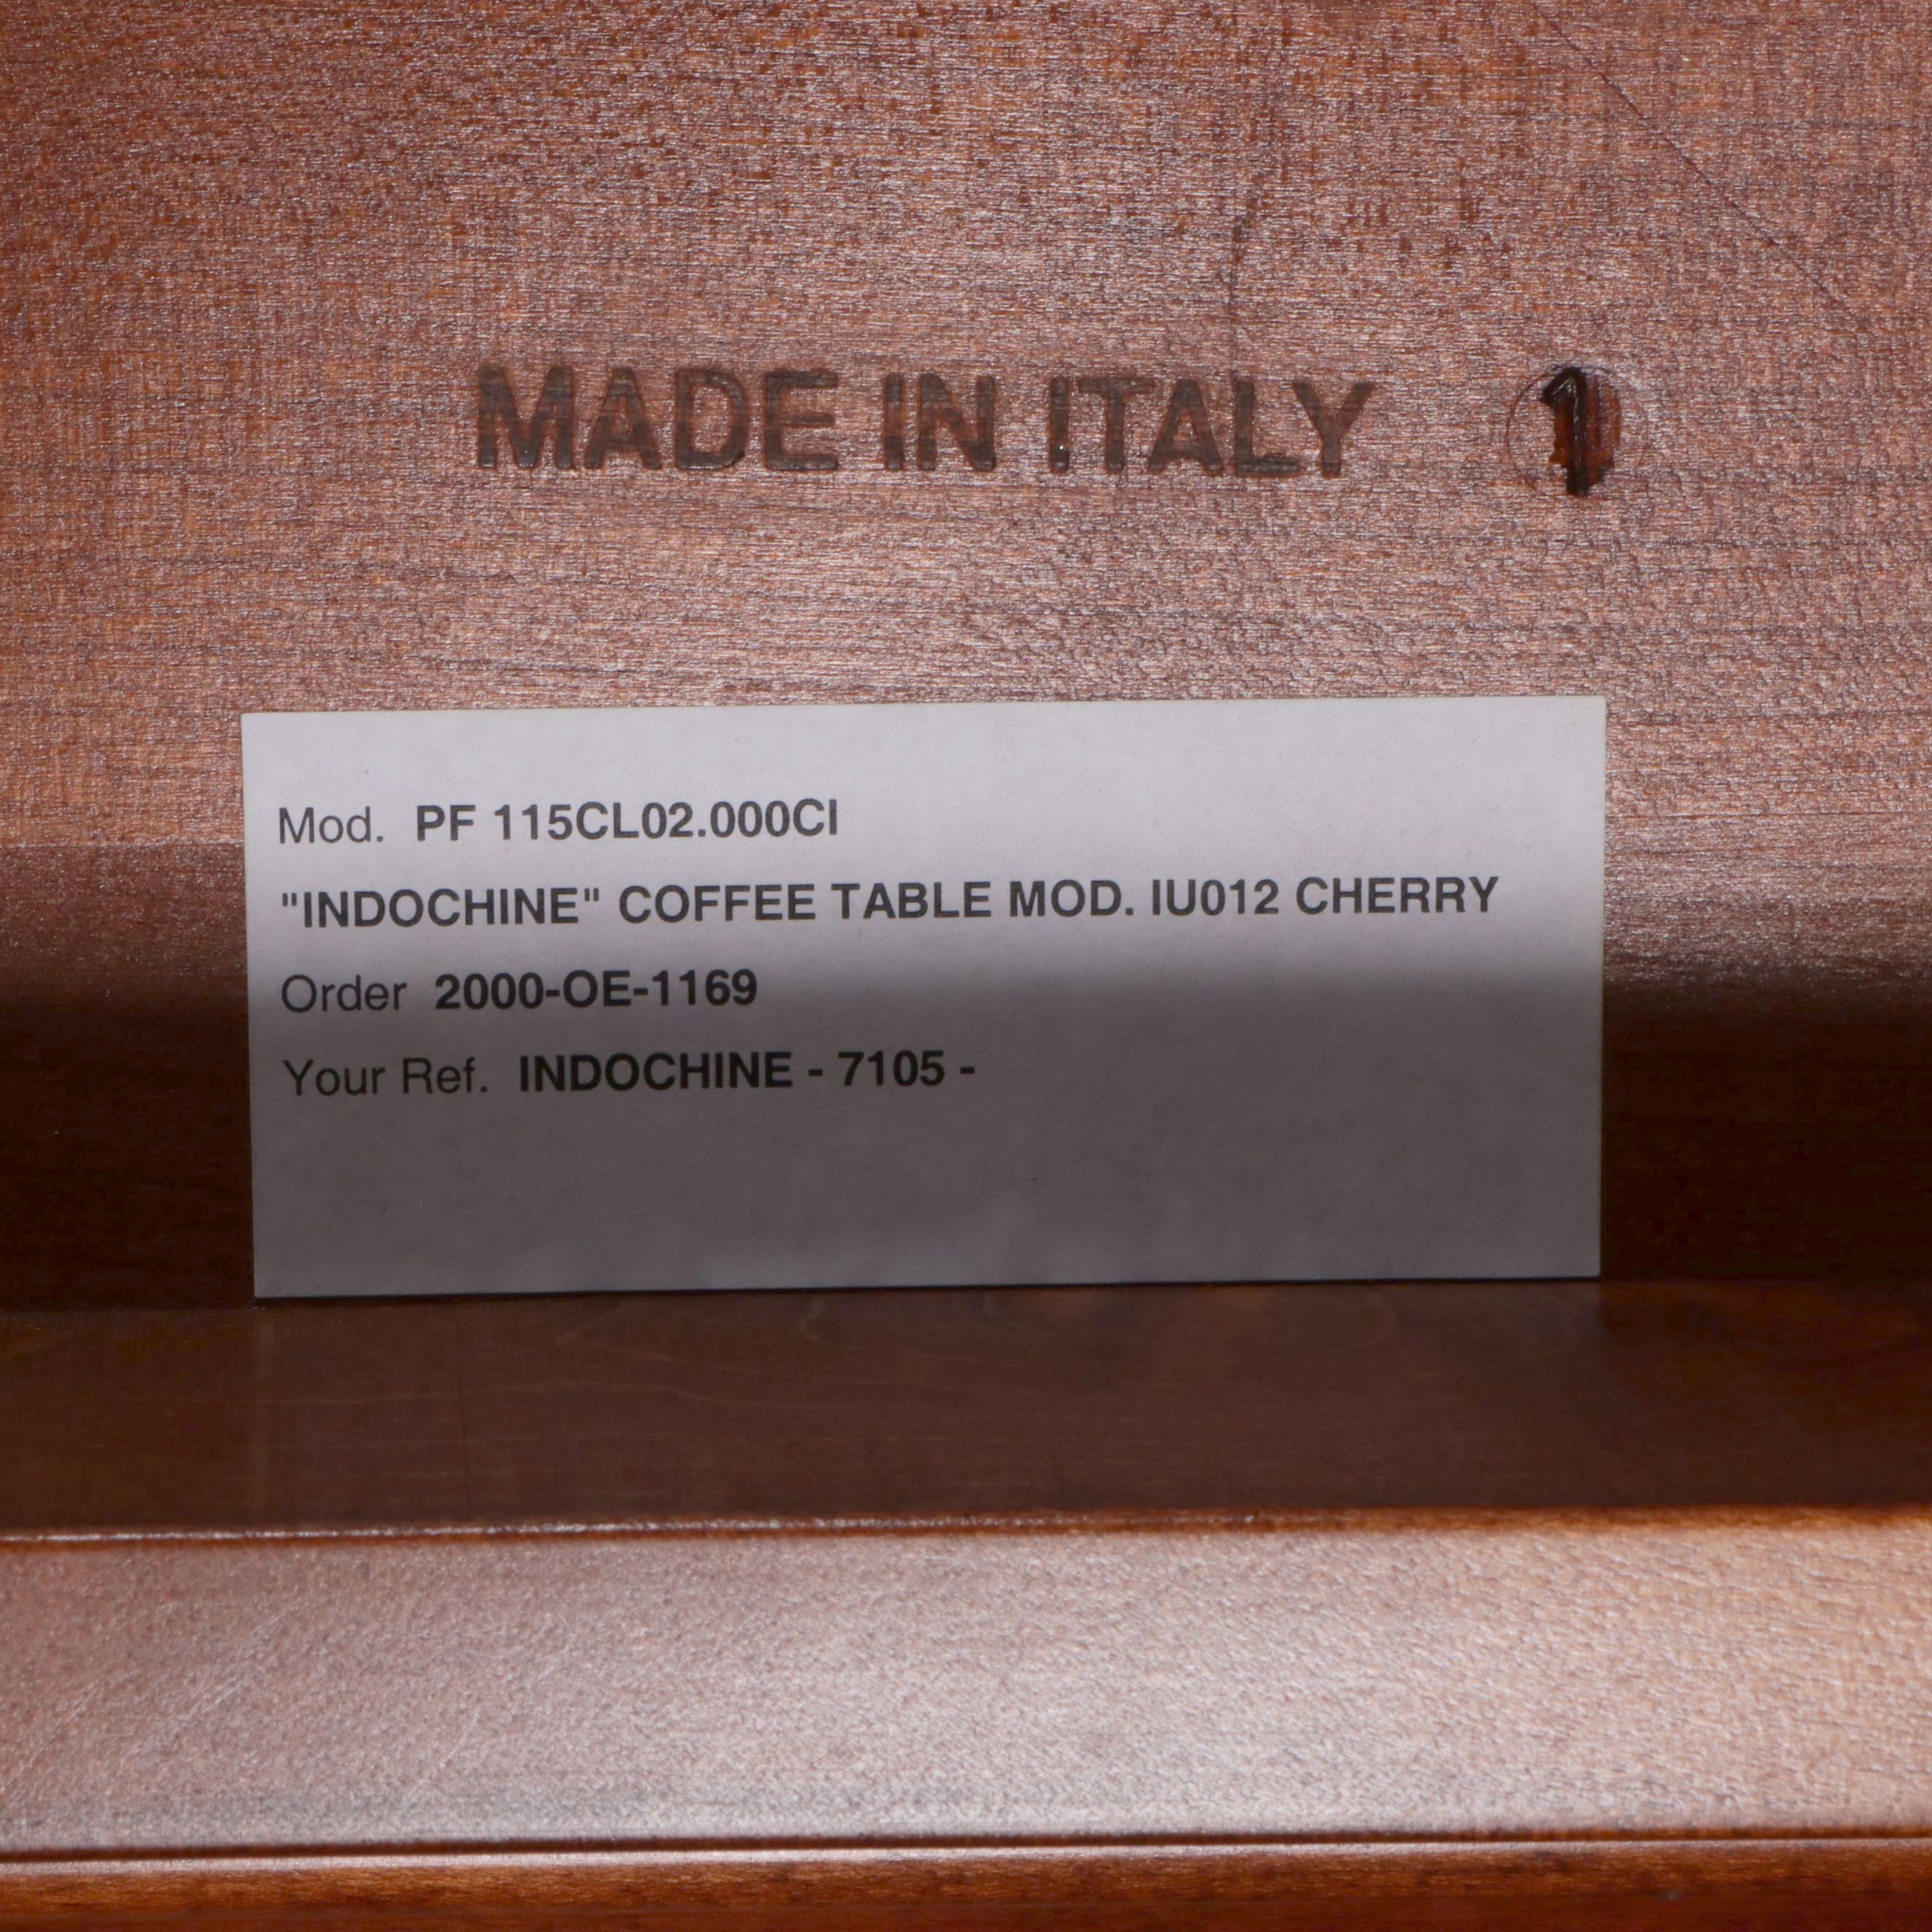 MADE IN ITALY 1
Mod. PF 115CL02.000CI
"INDOCHINE" COFFEE TABLE MOD. IU012 CHERRY
Order 2000-OE-1169
Your Ref. INDOCHINE - 7105 -